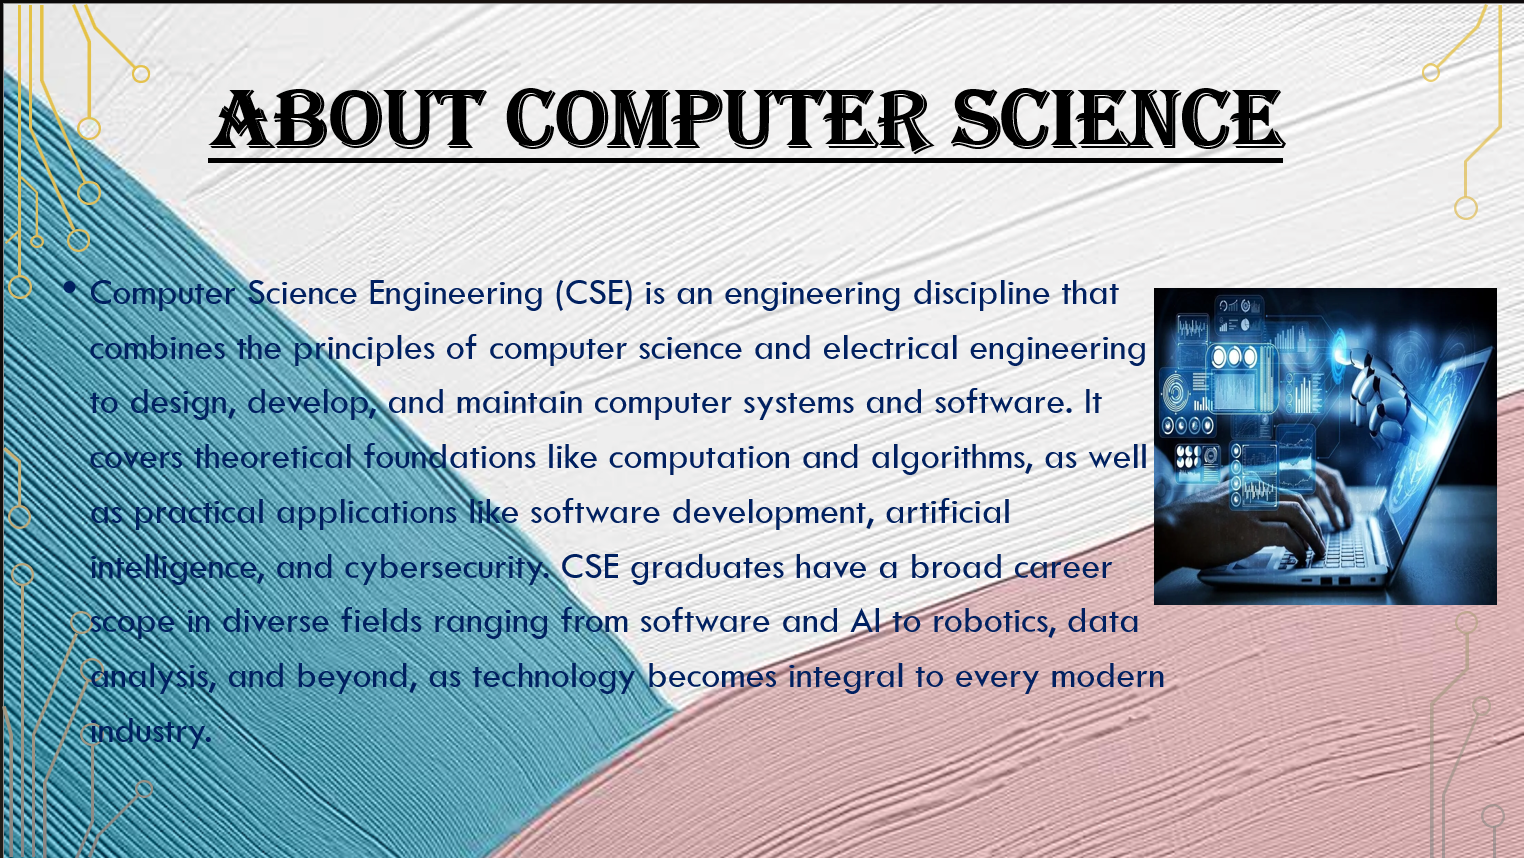 ABOUT COMPUTER SCIENCE
• Computer Science Engineering (CSE) is an engineering discipline that
combines the principles of computer science and electrical engineering
to design, develop, and maintain computer systems and software. It
covers theoretical foundations like computation and algorithms, as well
as practical applications like software development, artificial
intelligence, and cybersecurity. CSE graduates have a broad career
scope in diverse fields ranging from software and AI to robotics, data
analysis, and beyond, as technology becomes integral to every modern
industry.